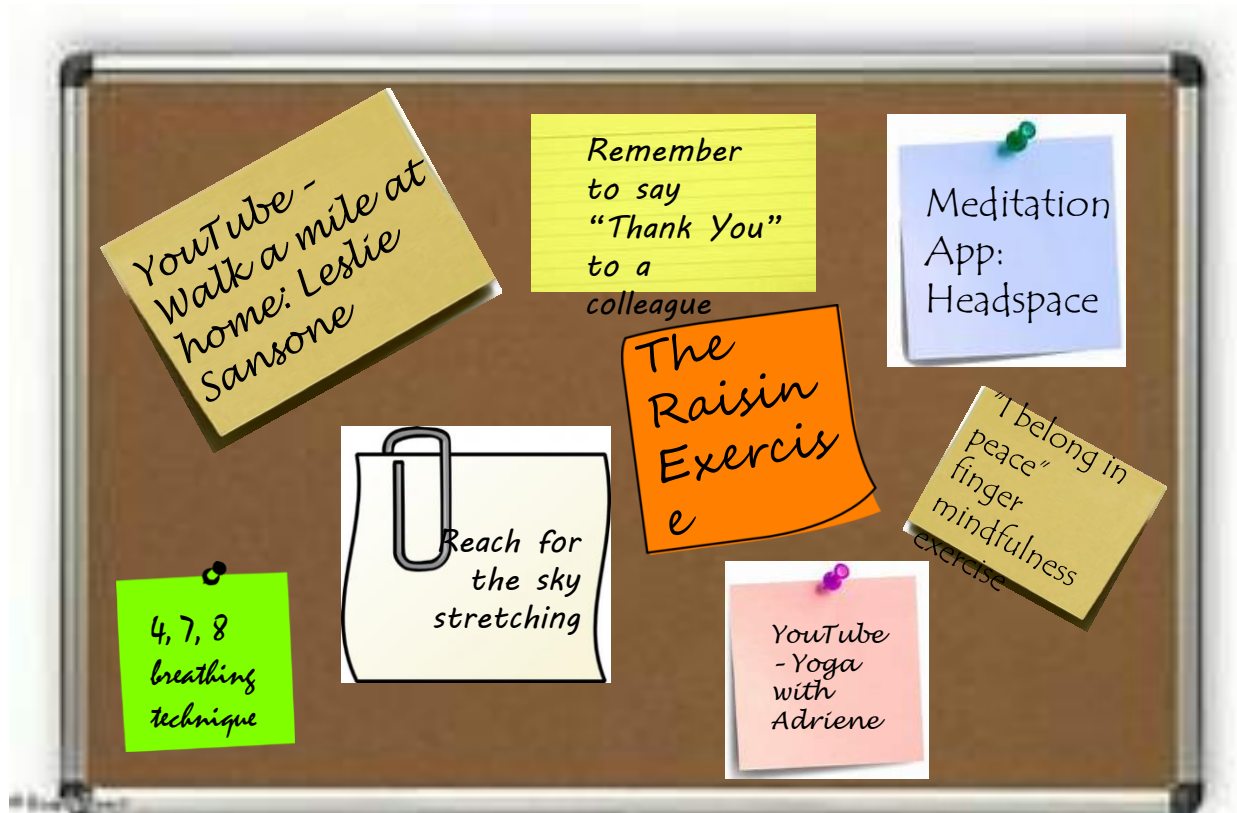 YouTube -
Walk a mile at
home: Leslie
Sansone
Remember
to say
“Thank You”
to a
colleague
Meditation
App:
Headspace
The
Raisin
Exercis
e
"I belong in
peace"
finger
mindfulness
exercise
Reach for
the sky
stretching
4, 7, 8
breathing
technique
YouTube
- Yoga
with
Adriene